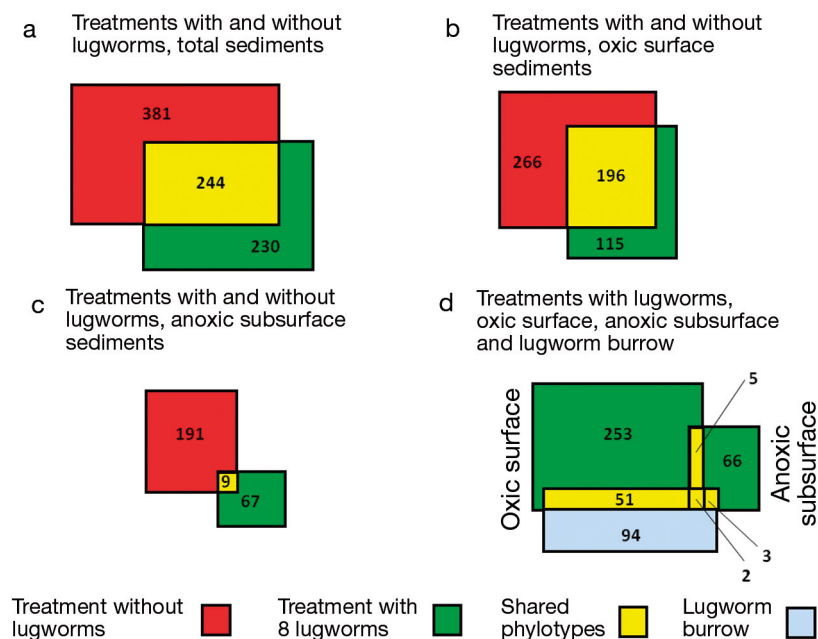 a Treatments with and without
lugworms, total sediments
381
244
230
b Treatments with and without
lugworms, oxic surface
sediments
266
196
115
c Treatments with and without
lugworms, anoxic subsurface
sediments
191
9
67
d Treatments with lugworms,
oxic surface, anoxic subsurface
and lugworm burrow
Oxic surface
253
5
66
Anoxic
subsurface
51
94
3
2
Treatment without
lugworms
Treatment with
8 lugworms
Shared
phylotypes
Lugworm
burrow